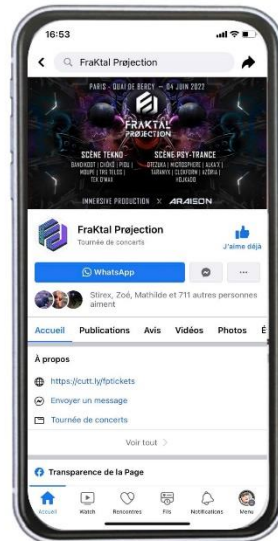 16:53
FraKtal Prøjection
PARIS - QUAI DE BERCY — 04 JUIN 2022
FRAKTAL
PRØJECTION
SCÈNE TEKNO
SCÈNE PSY-TRANCE
IMMERSIVE PRODUCTION × ARAISON
FraKtal Prøjection
Tournée de concerts
J'aime déjà
WhatsApp
Stirex, Zoé, Mathilde et 711 autres personnes
aiment
Accueil Publications Avis Vidéos Photos É
À propos
https://cutt.ly/fptickets
Envoyer un message
Tournée de concerts
Voir tout
Transparence de la Page
Accueil Watch Rencontres Fils Notifications Menu